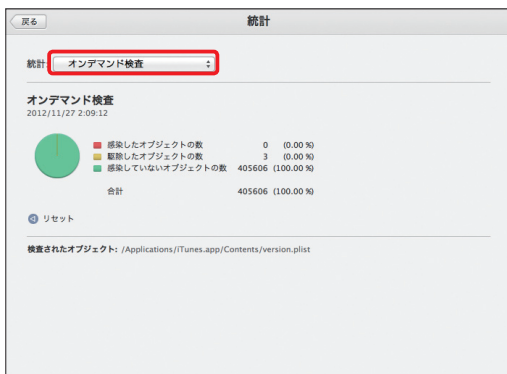 戻る
統計
統計: オンデマンド検査
オンデマンド検査
2012/11/27 2:09:12
感染したオブジェクトの数 0 (0.00 %)
駆除したオブジェクトの数 3 (0.00 %)
感染していないオブジェクトの数 405606 (100.00 %)
合計 405606 (100.00 %)
リセット
検査されたオブジェクト: /Applications/iTunes.app/Contents/version.plist